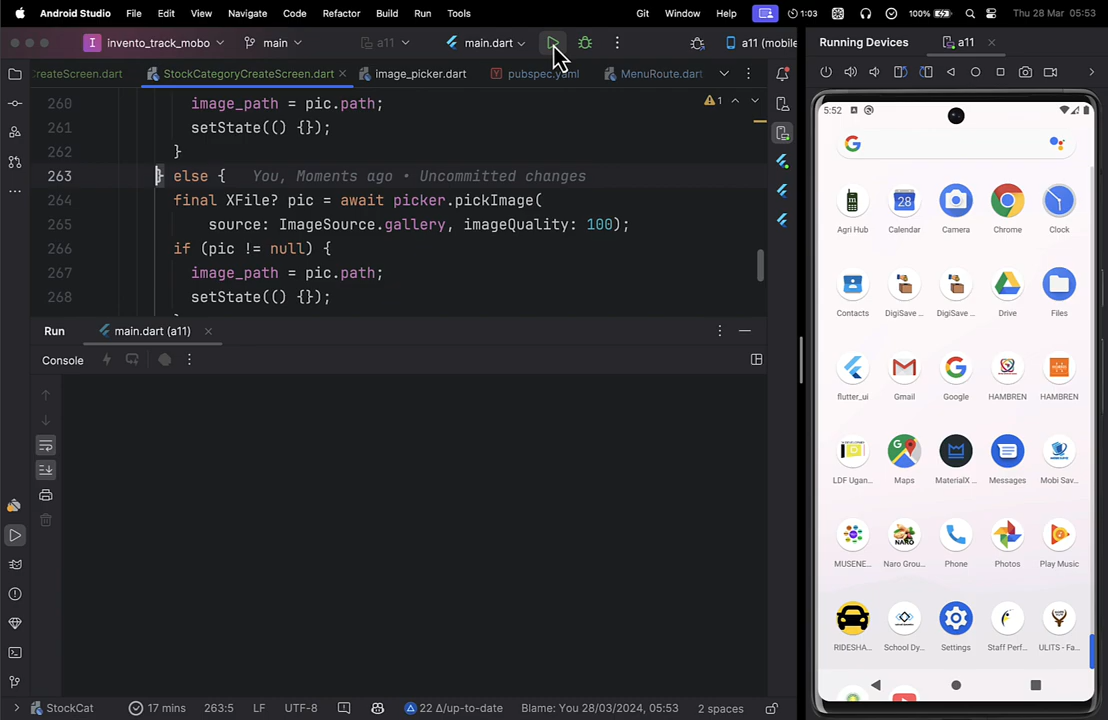 Android Studio File Edit View Navigate Code Refactor Build Run Tools Git Window Help 1:03 100% Thu 28 Mar 05:53
I invento_track_mobo main a11 main.dart a11 (mobile Running Devices a11
CreateScreen.dart StockCategoryCreateScreen.dart image_picker.dart pubspec.yaml MenuRoute.dart
260 image_path = pic.path;
261 setState(() {});
262 }
263 } else { You, Moments ago • Uncommitted changes
264 final XFile? pic = await picker.pickImage(
265 source: ImageSource.gallery, imageQuality: 100);
266 if (pic != null) {
267 image_path = pic.path;
268 setState(() {});
1
Run main.dart (a11)
Console
5:52
Agri Hub Calendar Camera Chrome Clock
28
Contacts DigiSave ... DigiSave ... Drive Files
flutter_ui Gmail Google HAMBREN HAMBREN
LDF Ugan... Maps MaterialX ... Messages Mobi Sav...
MUSENE... Naro Grou... Phone Photos Play Music
NARO
RIDESHA... School Dy... Settings Staff Perf... ULITS - Fa...
StockCat 17 mins 263:5 LF UTF-8 22 Δ/up-to-date Blame: You 28/03/2024, 05:53 2 spaces